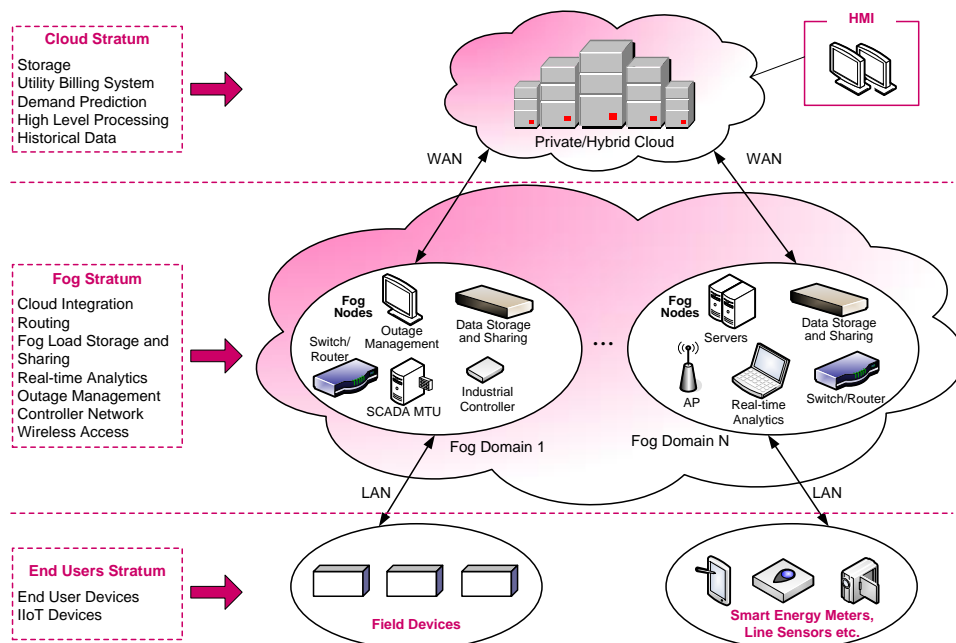 Cloud Stratum
Storage
Utility Billing System
Demand Prediction
High Level Processing
Historical Data
Private/Hybrid Cloud
HMI
WAN
WAN
Fog Stratum
Cloud Integration
Routing
Fog Load Storage and
Sharing
Real-time Analytics
Outage Management
Controller Network
Wireless Access
Fog
Nodes
Outage
Management
Data Storage
and Sharing
Switch/
Router
SCADA MTU
Industrial
Controller
Fog Domain 1
...
Fog
Nodes
Servers
Data Storage
and Sharing
AP
Real-time
Analytics
Switch/Router
Fog Domain N
LAN
LAN
End Users Stratum
End User Devices
IIoT Devices
Field Devices
Smart Energy Meters,
Line Sensors etc.